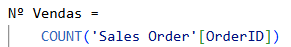 Nº Vendas =
COUNT('Sales Order'[OrderID])